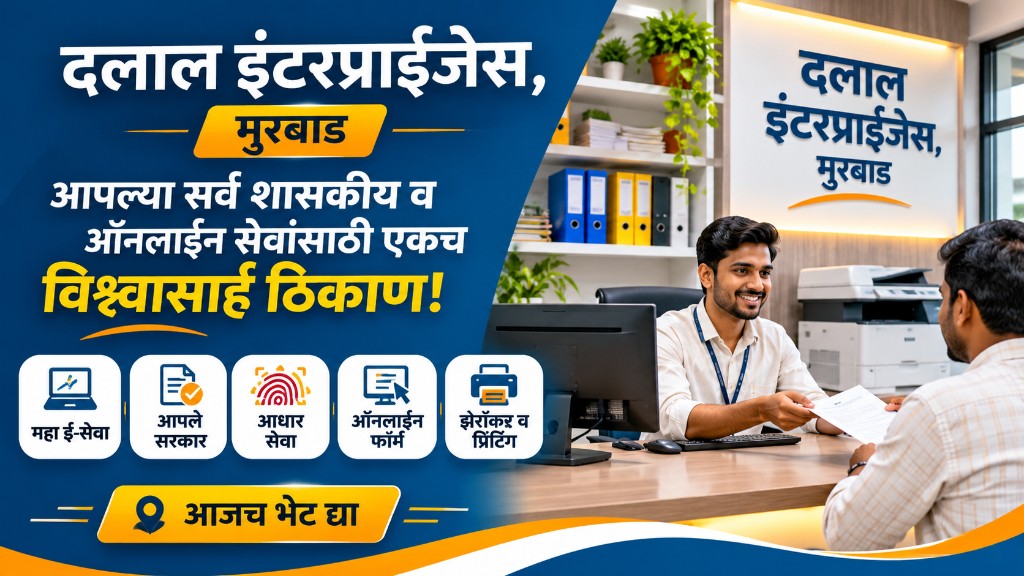 दलाल इंटरप्राईजेस,
मुरबाड
आपल्या सर्व शासकीय व
ऑनलाईन सेवांसाठी एकच
विश्वासार्ह ठिकाण!
महा ई-सेवा
आपले
सरकार
आधार
सेवा
ऑनलाईन
फॉर्म
झेरॉक्स व
प्रिंटिंग
आजच भेट द्या
दलाल
इंटरप्राईजेस,
मुरबाड